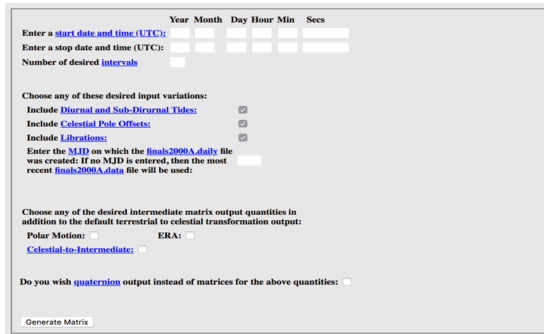 Year Month Day Hour Min Secs
Enter a start date and time (UTC):
Enter a stop date and time (UTC):
Number of desired intervals
Choose any of these desired input variations:
Include Diurnal and Sub-Dirurnal Tides:
Include Celestial Pole Offsets:
Include Librations:
Enter the MJD on which the finals2000A.daily file
was created: If no MJD is entered, then the most
recent finals2000A.data file will be used:
Choose any of the desired intermediate matrix output quantities in
addition to the default terrestrial to celestial transformation output:
Polar Motion: ERA:
Celestial-to-Intermediate:
Do you wish quaternion output instead of matrices for the above quantities:
Generate Matrix